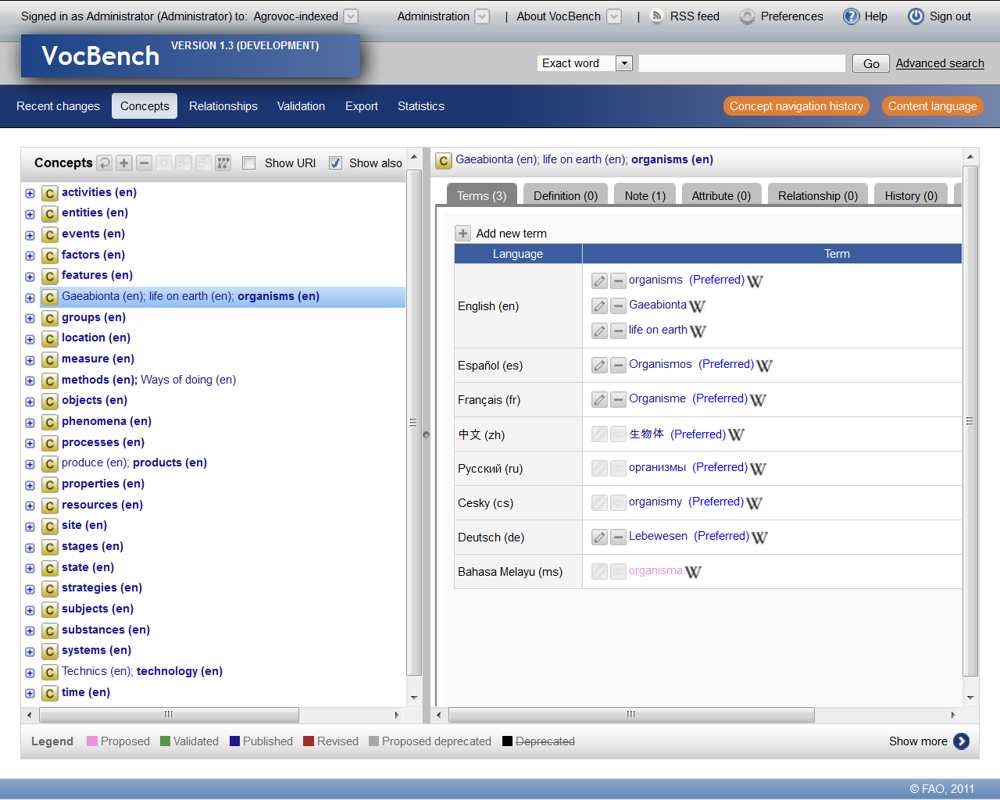 Signed in as Administrator (Administrator) to: Agrovoc-indexed Administration | About VocBench | RSS feed Preferences Help Sign out
VocBench VERSION 1.3 (DEVELOPMENT)
Exact word Go Advanced search
Recent changes Concepts Relationships Validation Export Statistics Concept navigation history Content language
Concepts Show URI Show also
C activities (en)
C entities (en)
C events (en)
C factors (en)
C features (en)
C Gaeabionta (en); life on earth (en); organisms (en)
C groups (en)
C location (en)
C measure (en)
C methods (en); Ways of doing (en)
C objects (en)
C phenomena (en)
C processes (en)
C produce (en); products (en)
C properties (en)
C resources (en)
C site (en)
C stages (en)
C state (en)
C strategies (en)
C subjects (en)
C substances (en)
C systems (en)
C Technics (en); technology (en)
C time (en)
C Gaeabionta (en); life on earth (en); organisms (en)
Terms (3) Definition (0) Note (1) Attribute (0) Relationship (0) History (0)
Add new term
Language Term
English (en)
organisms (Preferred) W
Gaeabionta W
life on earth W
Español (es) Organismos (Preferred) W
Français (fr) Organisme (Preferred) W
中文 (zh) 生物体 (Preferred) W
Русский (ru) организмы (Preferred) W
Cesky (cs) organismy (Preferred) W
Deutsch (de) Lebewesen (Preferred) W
Bahasa Melayu (ms) organisma W
Legend Proposed Validated Published Revised Proposed deprecated Deprecated Show more
© FAO, 2011